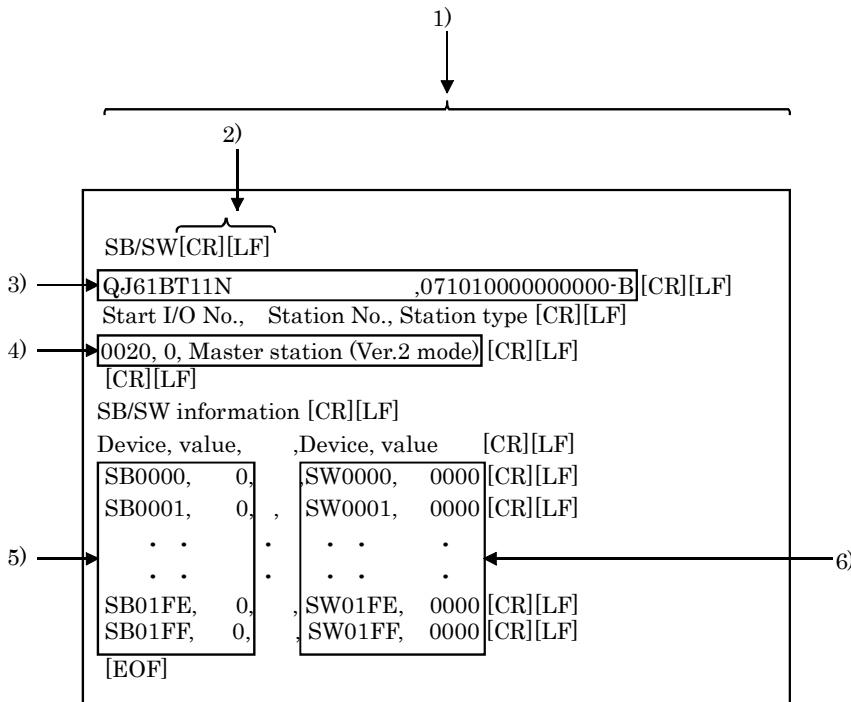 1)
2)
SB/SW[CR][LF]
3) QJ61BT11N ,071010000000000-B [CR][LF]
Start I/O No., Station No., Station type [CR][LF]
4) 0020, 0, Master station (Ver.2 mode) [CR][LF]
[CR][LF]
SB/SW information [CR][LF]
Device, value, ,Device, value [CR][LF]
SB0000, 0, ,SW0000, 0000 [CR][LF]
SB0001, 0, , SW0001, 0000 [CR][LF]
. . . . . .
5) 6)
. . . . . .
SB01FE, 0, , SW01FE, 0000 [CR][LF]
SB01FF, 0, , SW01FF, 0000 [CR][LF]
[EOF]